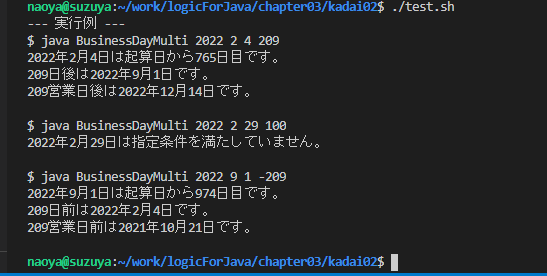 naoya@suzuya:~/work/logicForJava/chapter03/kadai02$ ./test.sh
--- 実行例 ---
$ java BusinessDayMulti 2022 2 4 209
2022年2月4日は起算日から765日目です。
209日後は2022年9月1日です。
209営業日後は2022年12月14日です。
$ java BusinessDayMulti 2022 2 29 100
2022年2月29日は指定条件を満たしていません。
$ java BusinessDayMulti 2022 9 1 -209
2022年9月1日は起算日から974日目です。
209日前は2022年2月4日です。
209営業日前は2021年10月21日です。
naoya@suzuya:~/work/logicForJava/chapter03/kadai02$